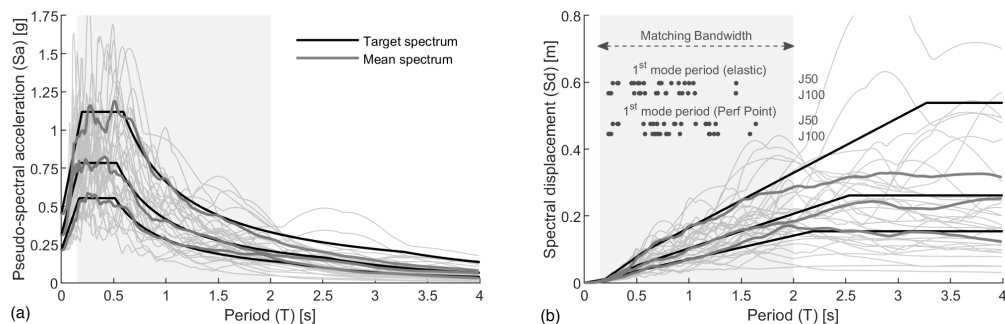 1.75
1.5
1.25
1
0.75
0.5
0.25
0
Pseudo-spectral acceleration (Sa) [g]
Target spectrum
Mean spectrum
0 0.5 1 1.5 2 2.5 3 3.5 4
Period (T) [s]
(a)
0.8
0.6
0.4
0.2
0
Spectral displacement (Sd) [m]
Matching Bandwidth
1st mode period (elastic)
J50
J100
1st mode period (Perf Point)
J50
J100
0 0.5 1 1.5 2 2.5 3 3.5 4
Period (T) [s]
(b)